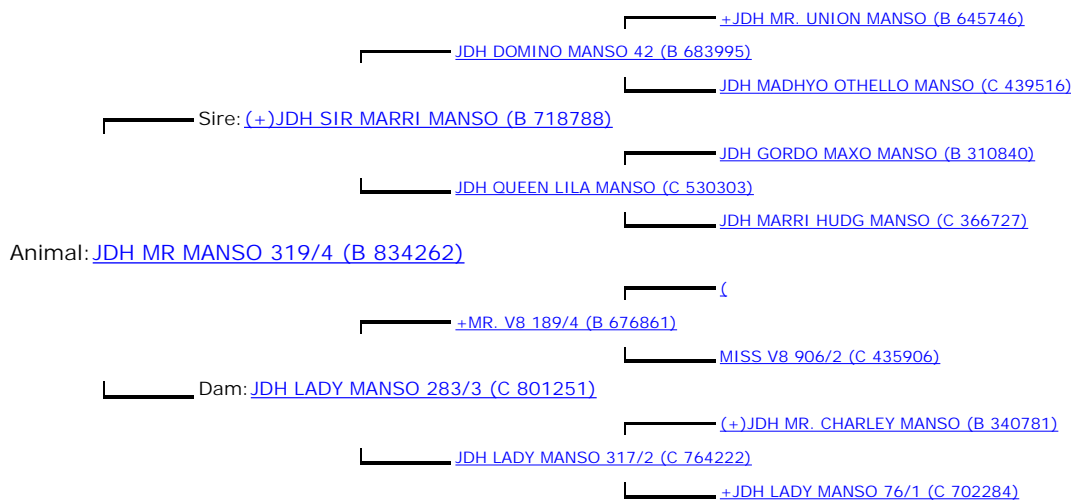 +JDH MR. UNION MANSO (B 645746)
JDH DOMINO MANSO 42 (B 683995)
JDH MADHYO OTHELLO MANSO (C 439516)
Sire: (+)JDH SIR MARRI MANSO (B 718788)
JDH GORDO MAXO MANSO (B 310840)
JDH QUEEN LILA MANSO (C 530303)
JDH MARRI HUDG MANSO (C 366727)
Animal: JDH MR MANSO 319/4 (B 834262)
(
+MR. V8 189/4 (B 676861)
MISS V8 906/2 (C 435906)
Dam: JDH LADY MANSO 283/3 (C 801251)
(+)JDH MR. CHARLEY MANSO (B 340781)
JDH LADY MANSO 317/2 (C 764222)
+JDH LADY MANSO 76/1 (C 702284)